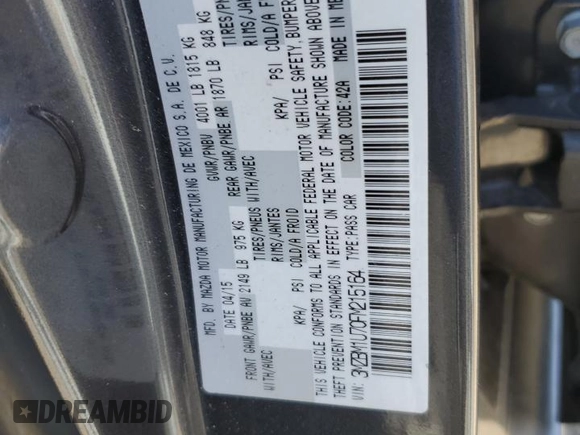 MFR. BY MAZDA MOTOR MANUFACTURING DE MEXICO S.A. DE C.V.
DATE 04/15 GVWR/PNBV 4001 LB 1815 KG
FRONT GAWR/PNBE AV 2149 LB 975 KG REAR GAWR/PNBE AR 1870 LB 848 KG
WITH/AVEC TIRES/PNEUS WITH/AVEC TIRES/
RIMS/JANTES RIMS/
KPA/ PSI COLD/A FROID KPA/ PSI COLD/A
THIS VEHICLE CONFORMS TO ALL APPLICABLE FEDERAL MOTOR VEHICLE SAFETY, BUMPER
THEFT PREVENTION STANDARDS IN EFFECT ON THE DATE OF MANUFACTURE SHOWN ABOVE
VIN: 3MZBM1U70FM215164 TYPE:PASS CAR COLOR CODE:42A MADE IN
DREAMBID